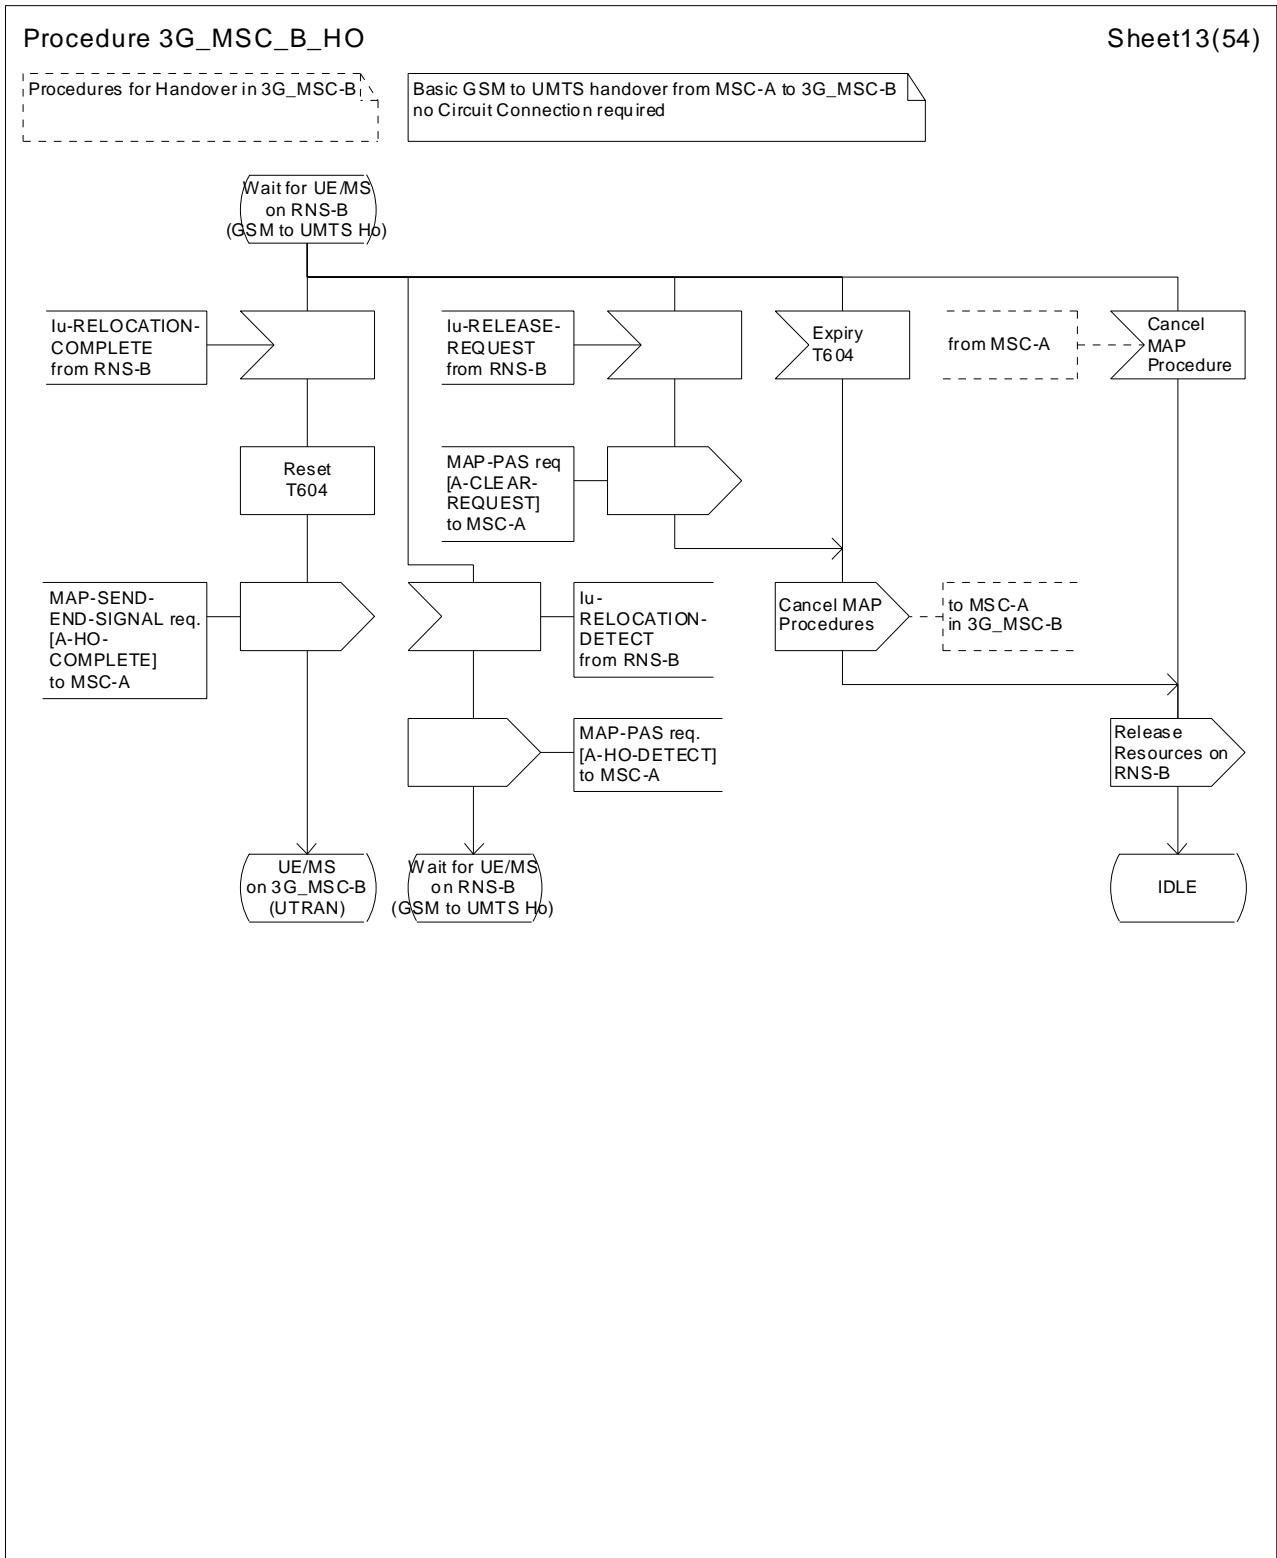 Procedure 3G_MSC_B_HO
Sheet13(54)
Procedures for Handover in 3G_MSC-B
Basic GSM to UMTS handover from MSC-A to 3G_MSC-B
no Circuit Connection required
Wait for UE/MS
on RNS-B
(GSM to UMTS Ho)
Iu-RELOCATION-
COMPLETE
from RNS-B
Iu-RELEASE-
REQUEST
from RNS-B
Expiry
T604
from MSC-A
Cancel
MAP
Procedure
Reset
T604
MAP-PAS req
[A-CLEAR-
REQUEST]
to MSC-A
MAP-SEND-
END-SIGNAL req.
[A-HO-
COMPLETE]
to MSC-A
Iu-
RELOCATION-
DETECT
from RNS-B
Cancel MAP
Procedures
to MSC-A
in 3G_MSC-B
MAP-PAS req.
[A-HO-DETECT]
to MSC-A
Release
Resources on
RNS-B
UE/MS
on 3G_MSC-B
(UTRAN)
Wait for UE/MS
on RNS-B
(GSM to UMTS Ho)
IDLE